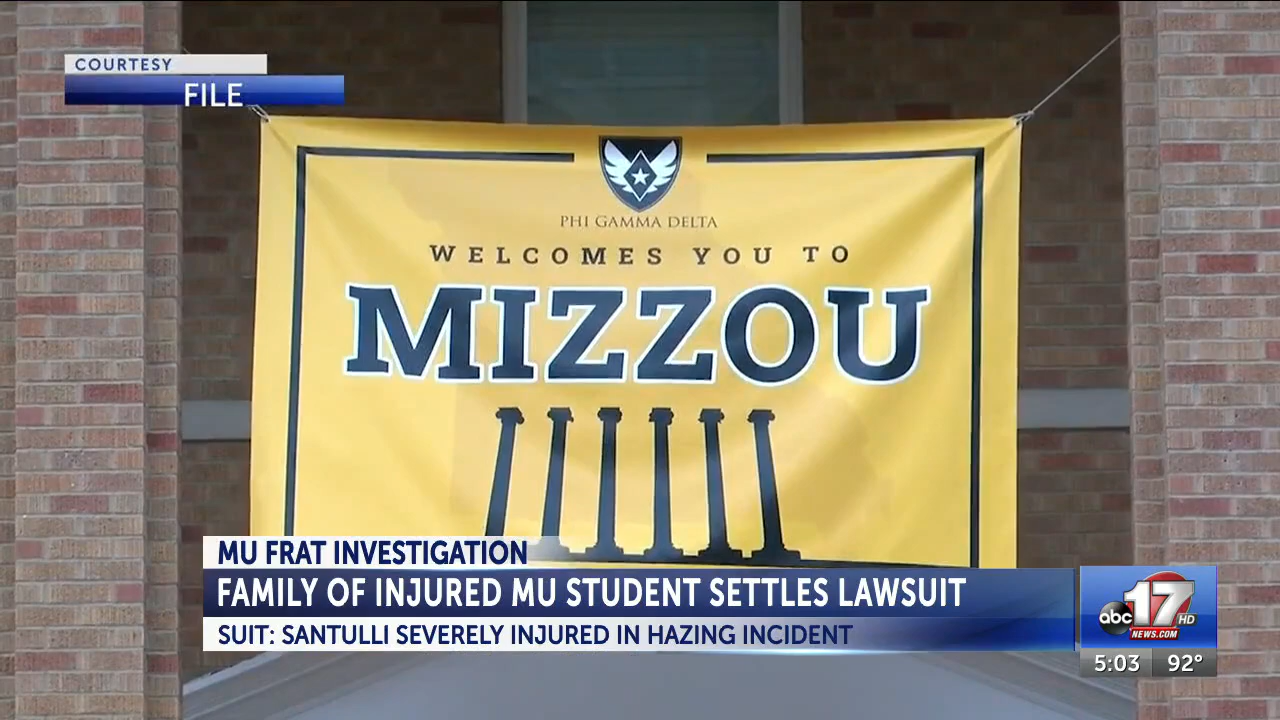 COURTESY
FILE
PHI GAMMA DELTA
WELCOMES YOU TO
MIZZOU
MU FRAT INVESTIGATION
FAMILY OF INJURED MU STUDENT SETTLES LAWSUIT
SUIT: SANTULLI SEVERELY INJURED IN HAZING INCIDENT
abc 17 HD
NEWS.COM
5:03 92°